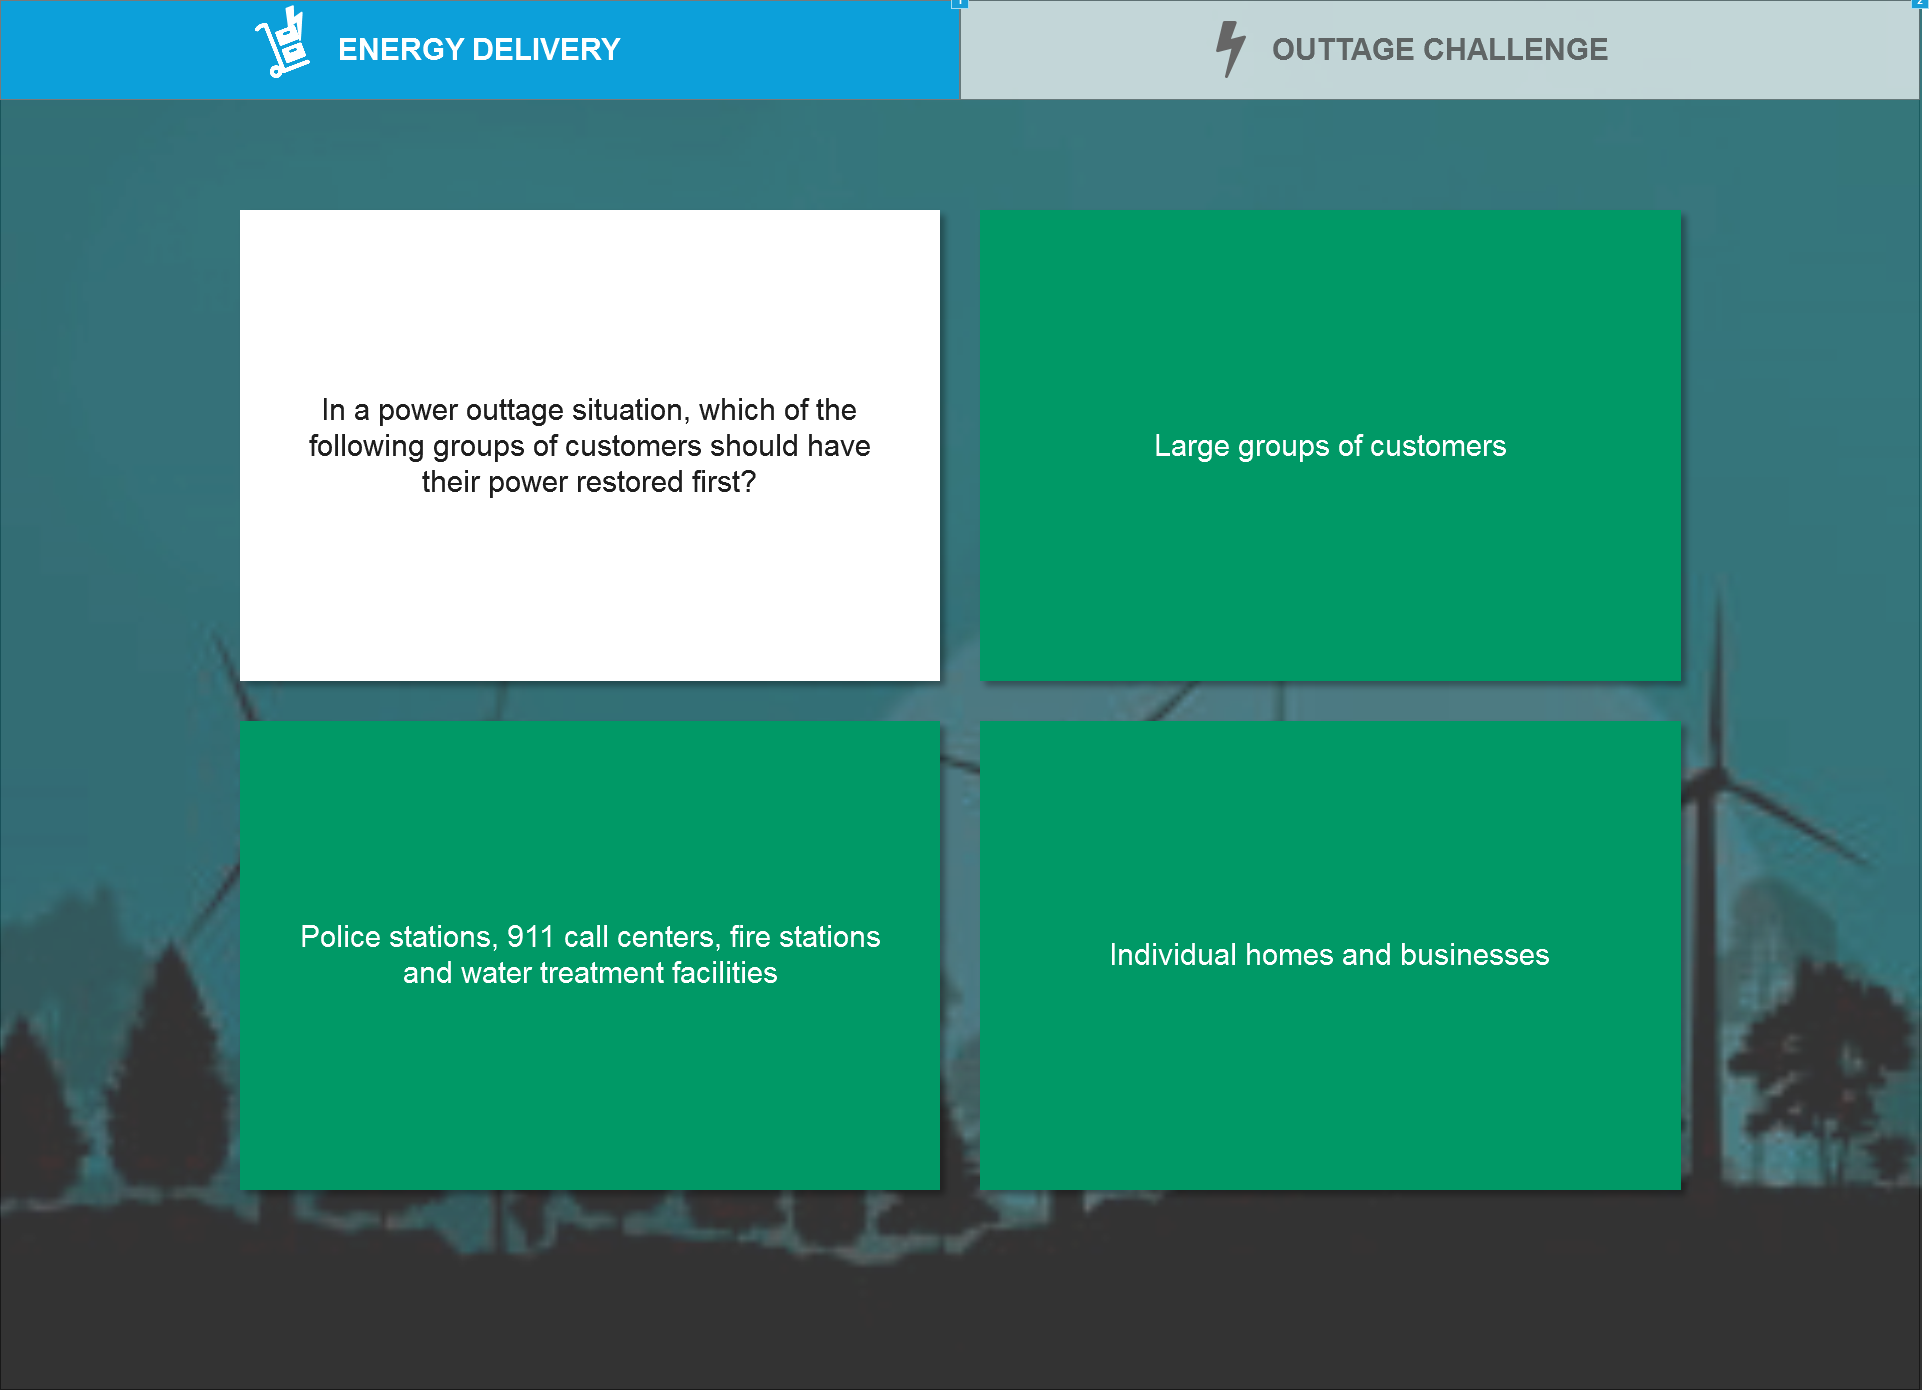 ENERGY DELIVERY
OUTTAGE CHALLENGE
In a power outtage situation, which of the
following groups of customers should have
their power restored first?
Large groups of customers
Police stations, 911 call centers, fire stations
and water treatment facilities
Individual homes and businesses